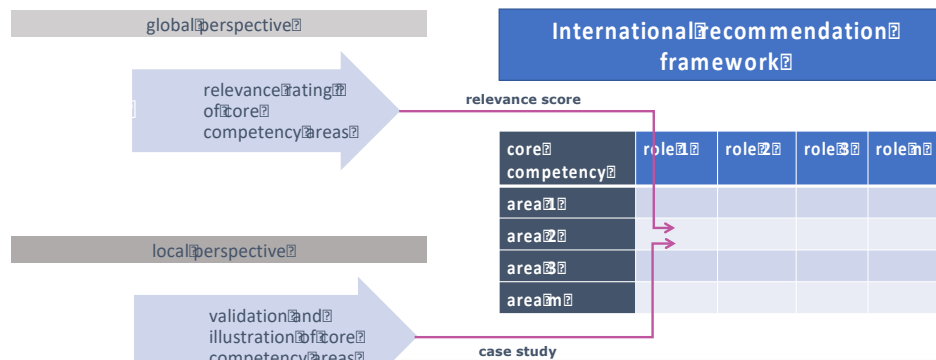 global perspective
relevance rating
of core
competency areas
local perspective
validation and
illustration of core
competency areas
International recommendation
framework
relevance score
core
competency
role 1
role 2
role 3
role n
area 1
area 2
area 3
area m
case study